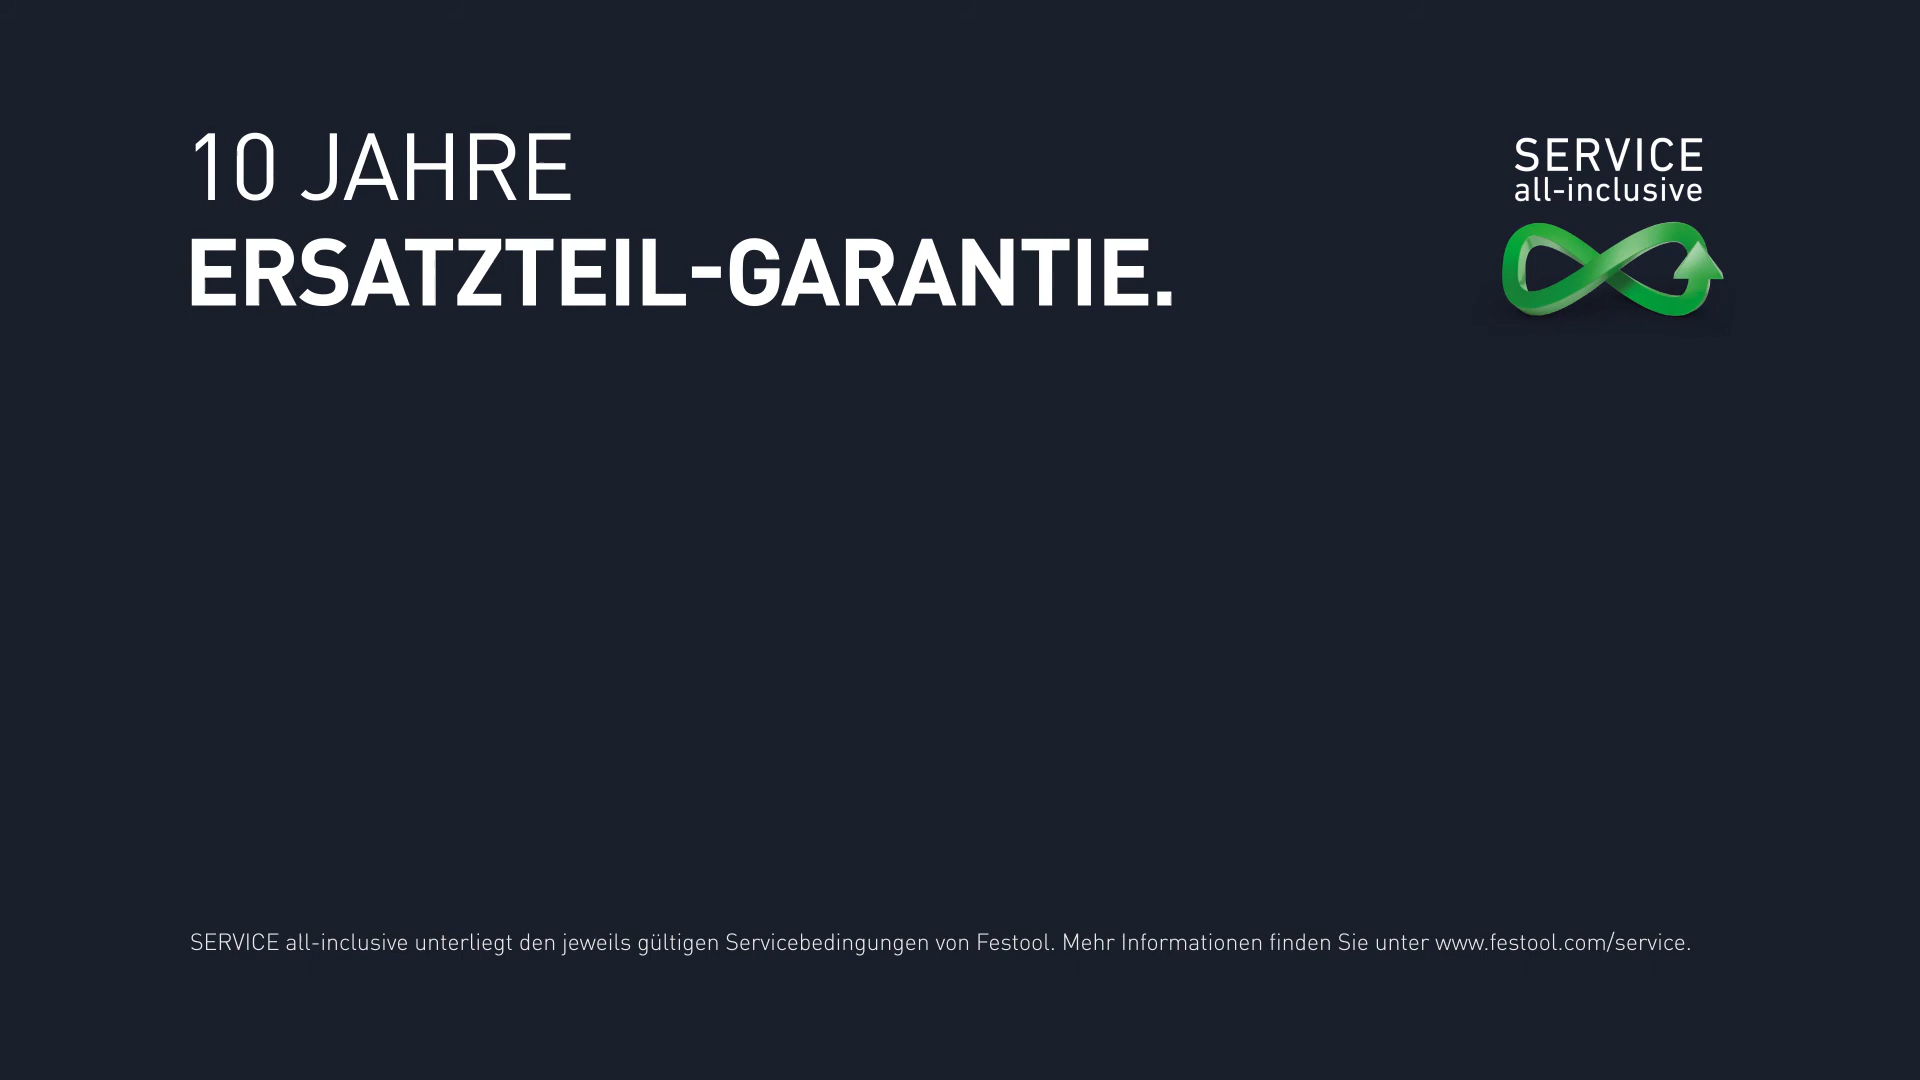 10 JAHRE
ERSATZTEIL-GARANTIE.
SERVICE
all-inclusive
SERVICE all-inclusive unterliegt den jeweils gültigen Servicebedingungen von Festool. Mehr Informationen finden Sie unter www.festool.com/service.